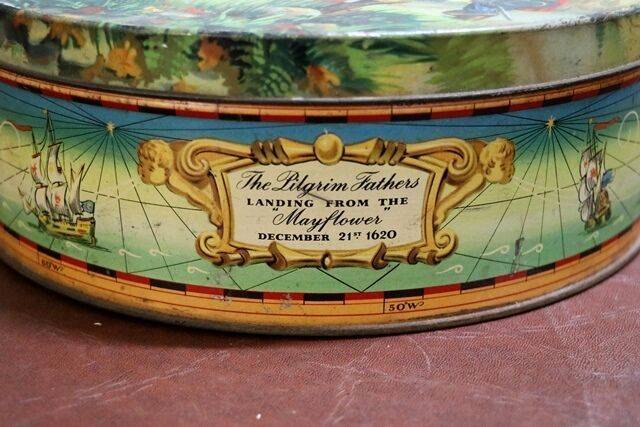 The Pilgrim Fathers
LANDING FROM THE
"Mayflower"
DECEMBER 21ST 1620
60°W
50°W